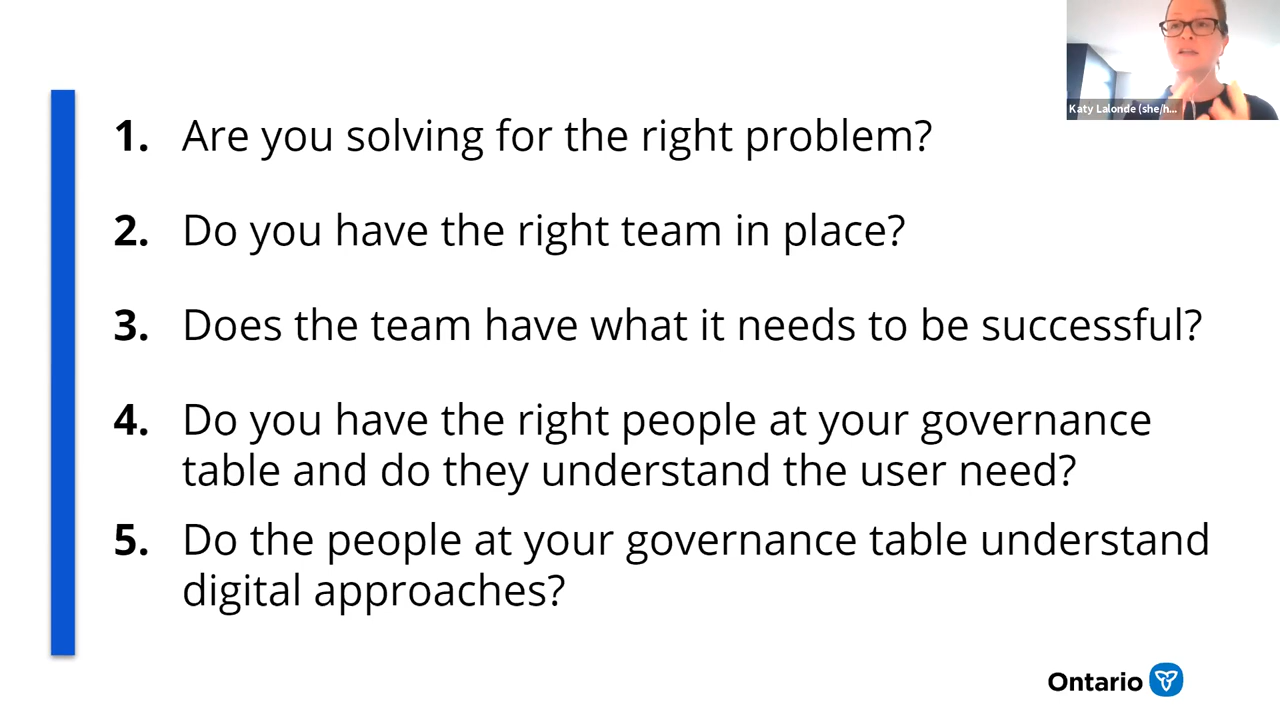 1. Are you solving for the right problem?
2. Do you have the right team in place?
3. Does the team have what it needs to be successful?
4. Do you have the right people at your governance
table and do they understand the user need?
5. Do the people at your governance table understand
digital approaches?
Katy Lalonde (she/h...
Ontario